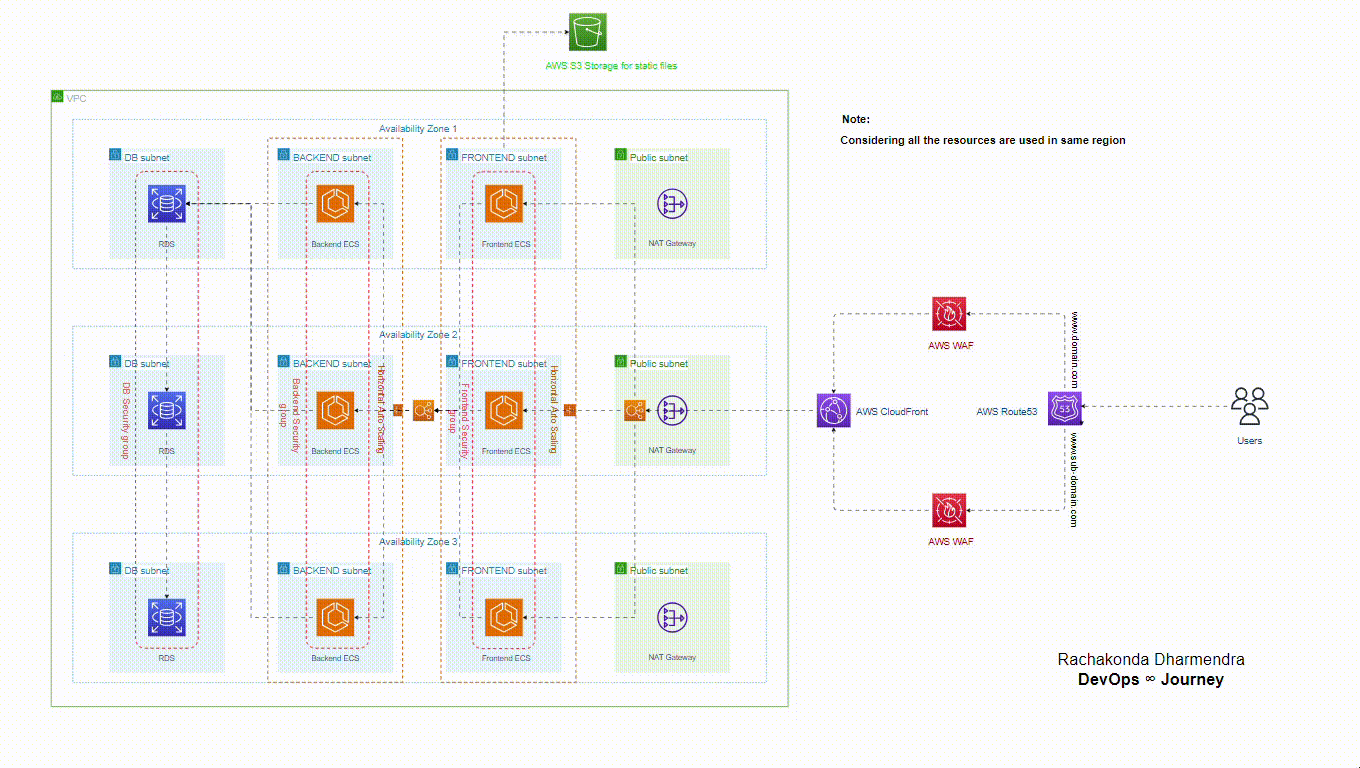 AWS S3 Storage for static files
VPC
Note:
Considering all the resources are used in same region
Availability Zone 1
DB subnet
BACKEND subnet
FRONTEND subnet
Public subnet
RDS
Backend ECS
Frontend ECS
NAT Gateway
Availability Zone 2
DB subnet
BACKEND subnet
FRONTEND subnet
Public subnet
DB Security group
Backend Security
group
Horizontal Auto Scaling
Frontend Security
group
Horizontal Auto Scaling
RDS
Backend ECS
Frontend ECS
NAT Gateway
Availability Zone 3
DB subnet
BACKEND subnet
FRONTEND subnet
Public subnet
RDS
Backend ECS
Frontend ECS
NAT Gateway
AWS WAF
www.domain.com
AWS CloudFront
AWS Route53
53
Users
www.sub-domain.com
AWS WAF
Rachakonda Dharmendra
DevOps ∞ Journey